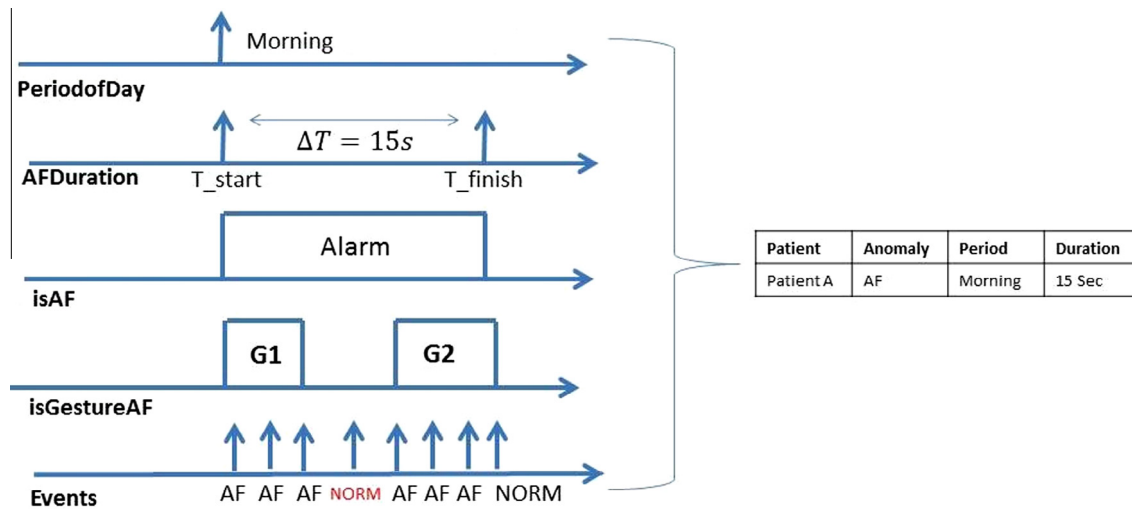 Morning
PeriodofDay
ΔT = 15s
AFDuration
T_start T_finish
Alarm
isAF
G1 G2
isGestureAF
AF AF AF NORM AF AF AF NORM
Events
Patient Anomaly Period Duration
Patient A AF Morning 15 Sec